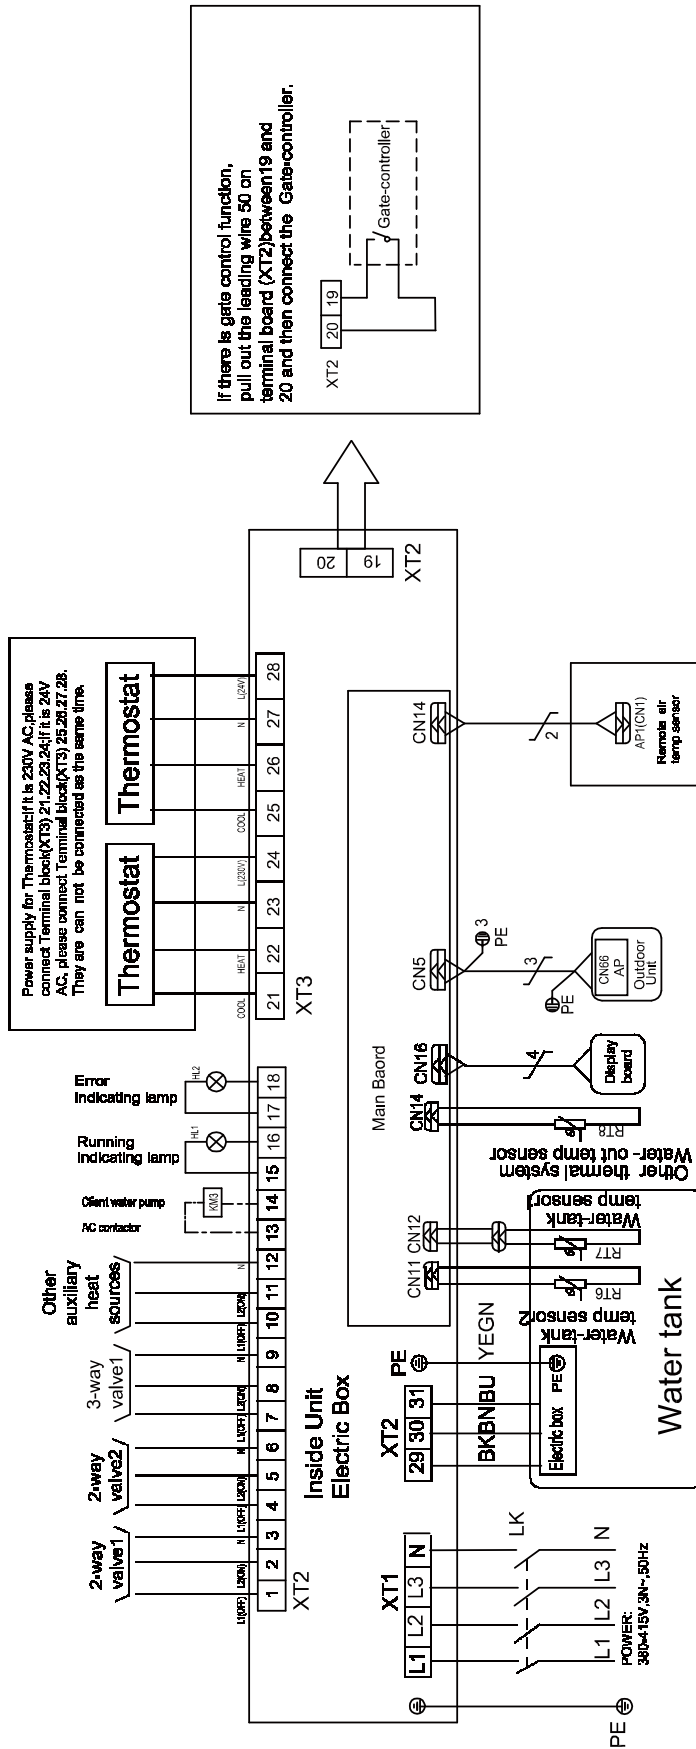 Power supply for Thermostat:If it is 230V AC,please
connect Terminal block(XT3) 21.22.23.24;If it is 24V
AC, please connect Terminal block(XT3) 25.26.27.28.
They are can not be connected as the same time.
Thermostat
Thermostat
COOL
HEAT
N
L(230V)
COOL
HEAT
N
L(24V)
21
22
23
24
25
26
27
28
XT3
2-way
valve1
2-way
valve2
3-way
valve1
Other
auxiliary
heat
sources
AC contactor
Client water pump
KM3
Running
indicating lamp
HL1
Error
indicating lamp
HL2
L1(OFF)
L2(ON)
N
L1(OFF)
L2(ON)
N
L1(OFF)
L2(ON)
N
L1(OFF)
L2(ON)
N
1
2
3
4
5
6
7
8
9
10
11
12
13
14
15
16
17
18
XT2
Inside Unit
Electric Box
20
19
XT2
If there is gate control function,
pull out the leading wire 50 on
terminal board (XT2)between19 and
20 and then connect the Gate-controller.
XT2
20
19
Gate-controller
Main Baord
XT1
L1
L2
L3
N
XT2
29
30
31
PE
CN11
CN12
CN14
CN16
CN5
CN14
PE
LK
L1
L2
L3
N
POWER:
380-415V,3N~,50Hz
BK
BN
BU
YEGN
Electric box
PE
Water-tank
temp sensor2
RT6
Water-tank
temp sensor1
RT7
Water tank
Other thermal system
Water - out temp sensor
RT8
4
Display
board
3
PE
3
PE
CN66
AP
Outdoor
Unit
2
AP1(CN1)
Remote air
temp sensor